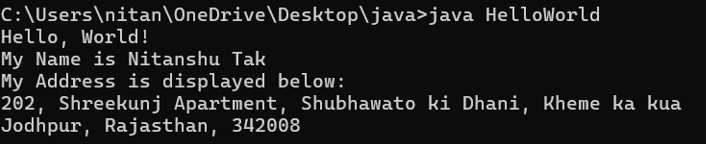 C:\Users\nitan\OneDrive\Desktop\java>java HelloWorld
Hello, World!
My Name is Nitanshu Tak
My Address is displayed below:
202, Shreekunj Apartment, Shubhawato ki Dhani, Kheme ka kua
Jodhpur, Rajasthan, 342008